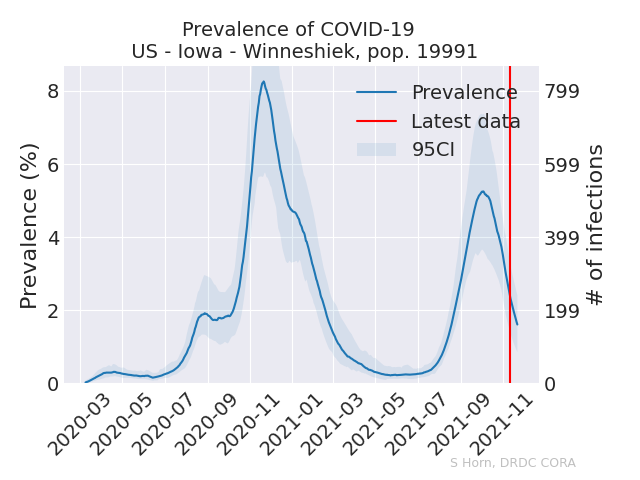 Prevalence of COVID-19
US - Iowa - Winneshiek, pop. 19991
Prevalence
Latest data
95CI
Prevalence (%)
8
6
4
2
0
799
599
399
199
0
# of infections
2020-03
2020-05
2020-07
2020-09
2020-11
2021-01
2021-03
2021-05
2021-07
2021-09
2021-11
S Horn, DRDC CORA